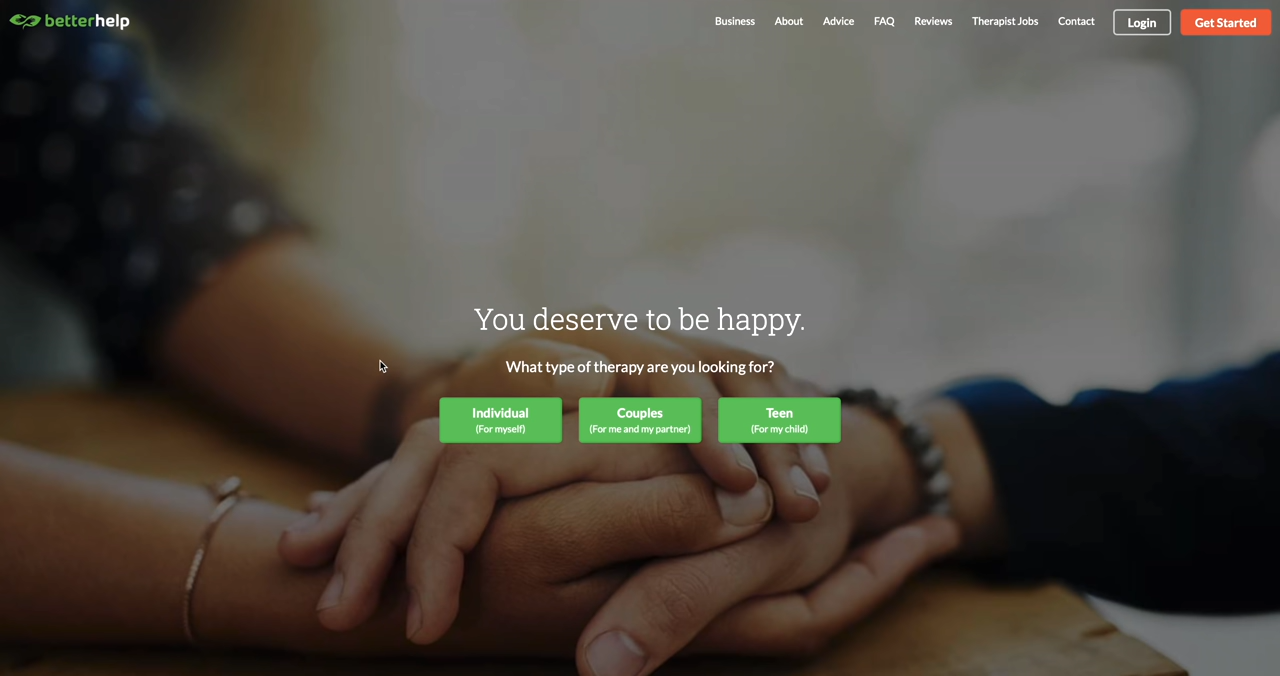 betterhelp
Business About Advice FAQ Reviews Therapist Jobs Contact Login Get Started
You deserve to be happy.
What type of therapy are you looking for?
Individual Couples Teen
(For myself) (For me and my partner) (For my child)